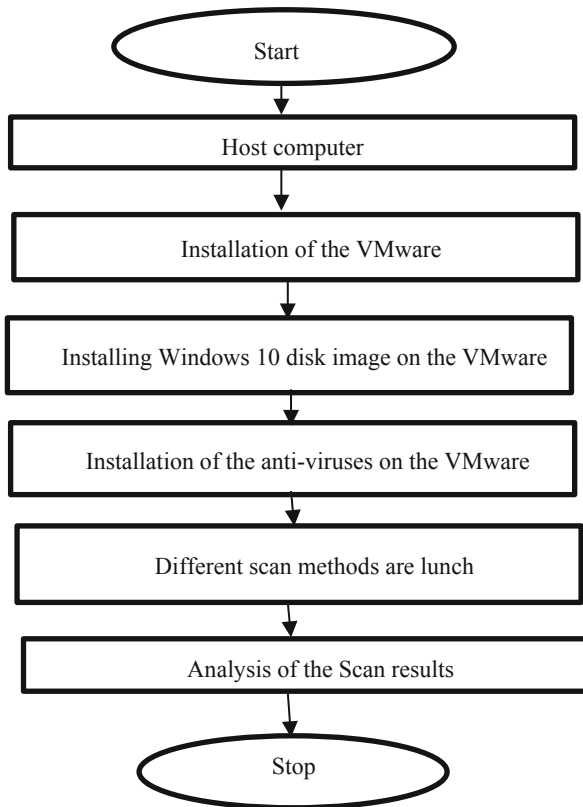 Start
Host computer
Installation of the VMware
Installing Windows 10 disk image on the VMware
Installation of the anti-viruses on the VMware
Different scan methods are lunch
Analysis of the Scan results
Stop